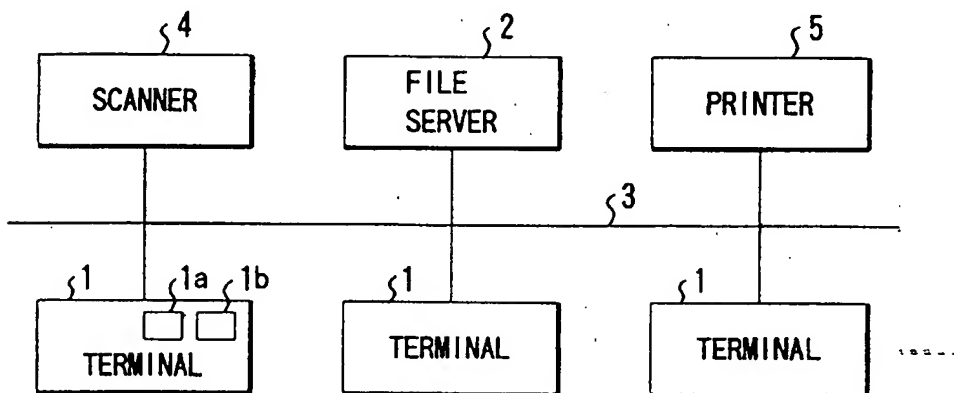 4
2
5
SCANNER
FILE
SERVER
PRINTER
3
1
1a
1b
1
1
TERMINAL
TERMINAL
TERMINAL